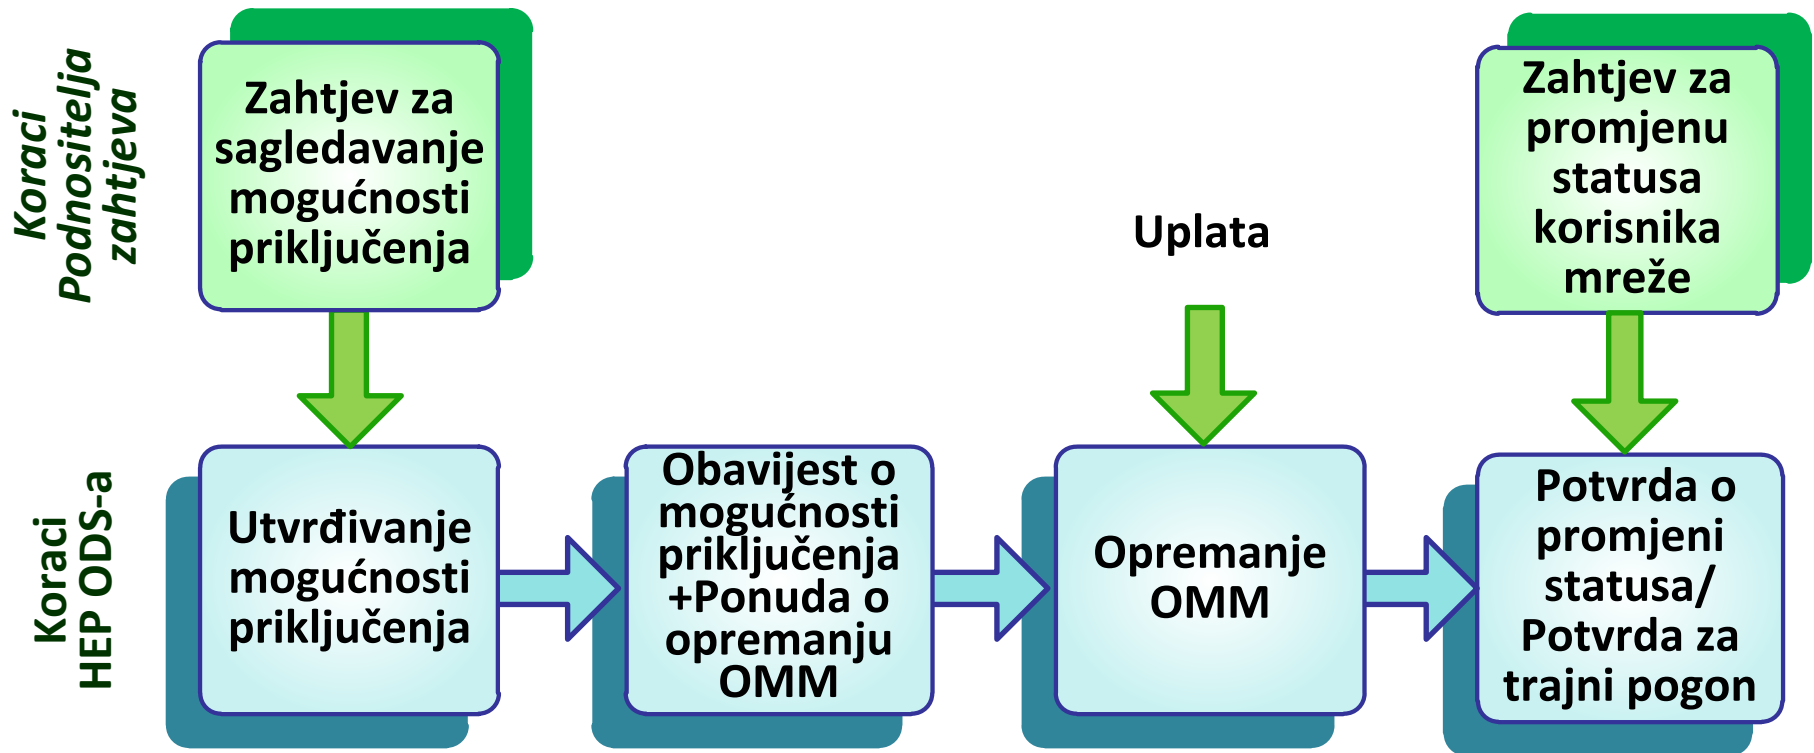 Koraci
Podnositelja
zahtjeva
Zahtjev za
sagledavanje
mogućnosti
priključenja
Uplata
Zahtjev za
promjenu
statusa
korisnika
mreže
Koraci
HEP ODS-a
Utvrđivanje
mogućnosti
priključenja
Obavijest o
mogućnosti
priključenja
+Ponuda o
opremanju
OMM
Opremanje
OMM
Potvrda o
promjeni
statusa/
Potvrda za
trajni pogon